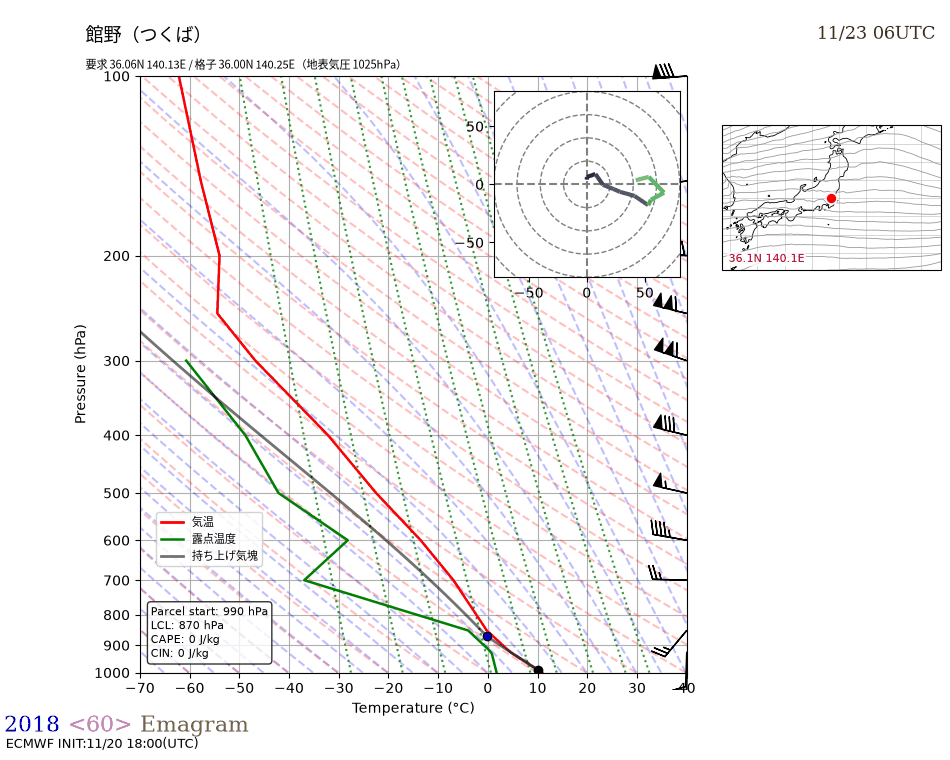 館野（つくば）
11/23 06UTC
要求 36.06N 140.13E / 格子 36.00N 140.25E（地表気圧 1025hPa）
100
200
300
400
500
600
700
800
900
1000
Pressure (hPa)
50
0
−50
−50 0 50
36.1N 140.1E
気温
露点温度
持ち上げ気塊
Parcel start: 990 hPa
LCL: 870 hPa
CAPE: 0 J/kg
CIN: 0 J/kg
−70 −60 −50 −40 −30 −20 −10 0 10 20 30 40
Temperature (°C)
2018 <60> Emagram
ECMWF INIT:11/20 18:00(UTC)